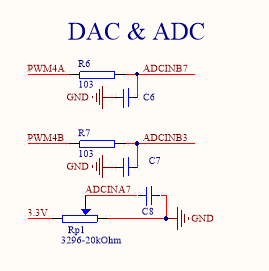 DAC & ADC
R6
PWM4A ADCINB7
103
GND C6
R7
PWM4B ADCINB3
103
GND C7
ADCINA7
C8
3.3V GND
Rp1
3296-20kOhm